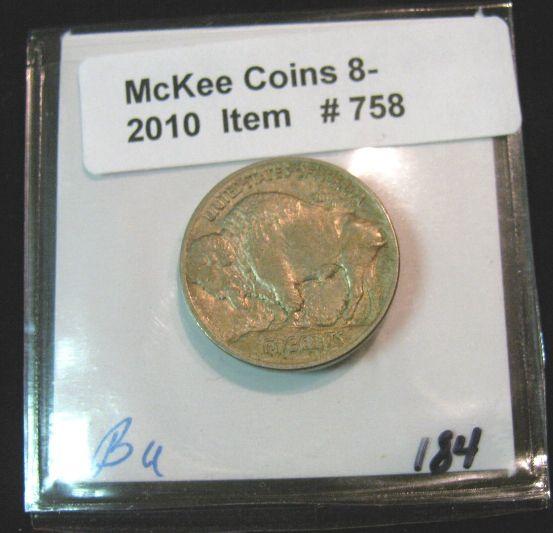 McKee Coins 8-
2010 Item # 758
UNITED STATES OF AMERICA
FIVE CENTS
Bu
184